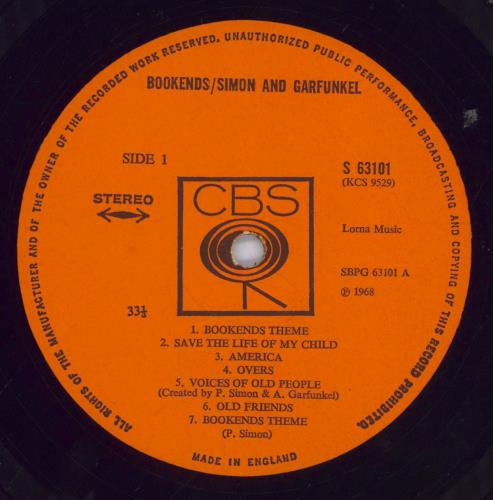 ALL RIGHTS OF THE MANUFACTURER AND OF THE OWNER OF THE RECORDED WORK RESERVED. UNAUTHORIZED PUBLIC PERFORMANCE, BROADCASTING AND COPYING OF THIS RECORD PROHIBITED.
BOOKENDS/SIMON AND GARFUNKEL
SIDE 1
S 63101
(KCS 9529)
STEREO
CBS
Lorna Music
SBPG 63101 A
33⅓
℗ 1968
1. BOOKENDS THEME
2. SAVE THE LIFE OF MY CHILD
3. AMERICA
4. OVERS
5. VOICES OF OLD PEOPLE
(Created by P. Simon & A. Garfunkel)
6. OLD FRIENDS
7. BOOKENDS THEME
(P. Simon)
MADE IN ENGLAND